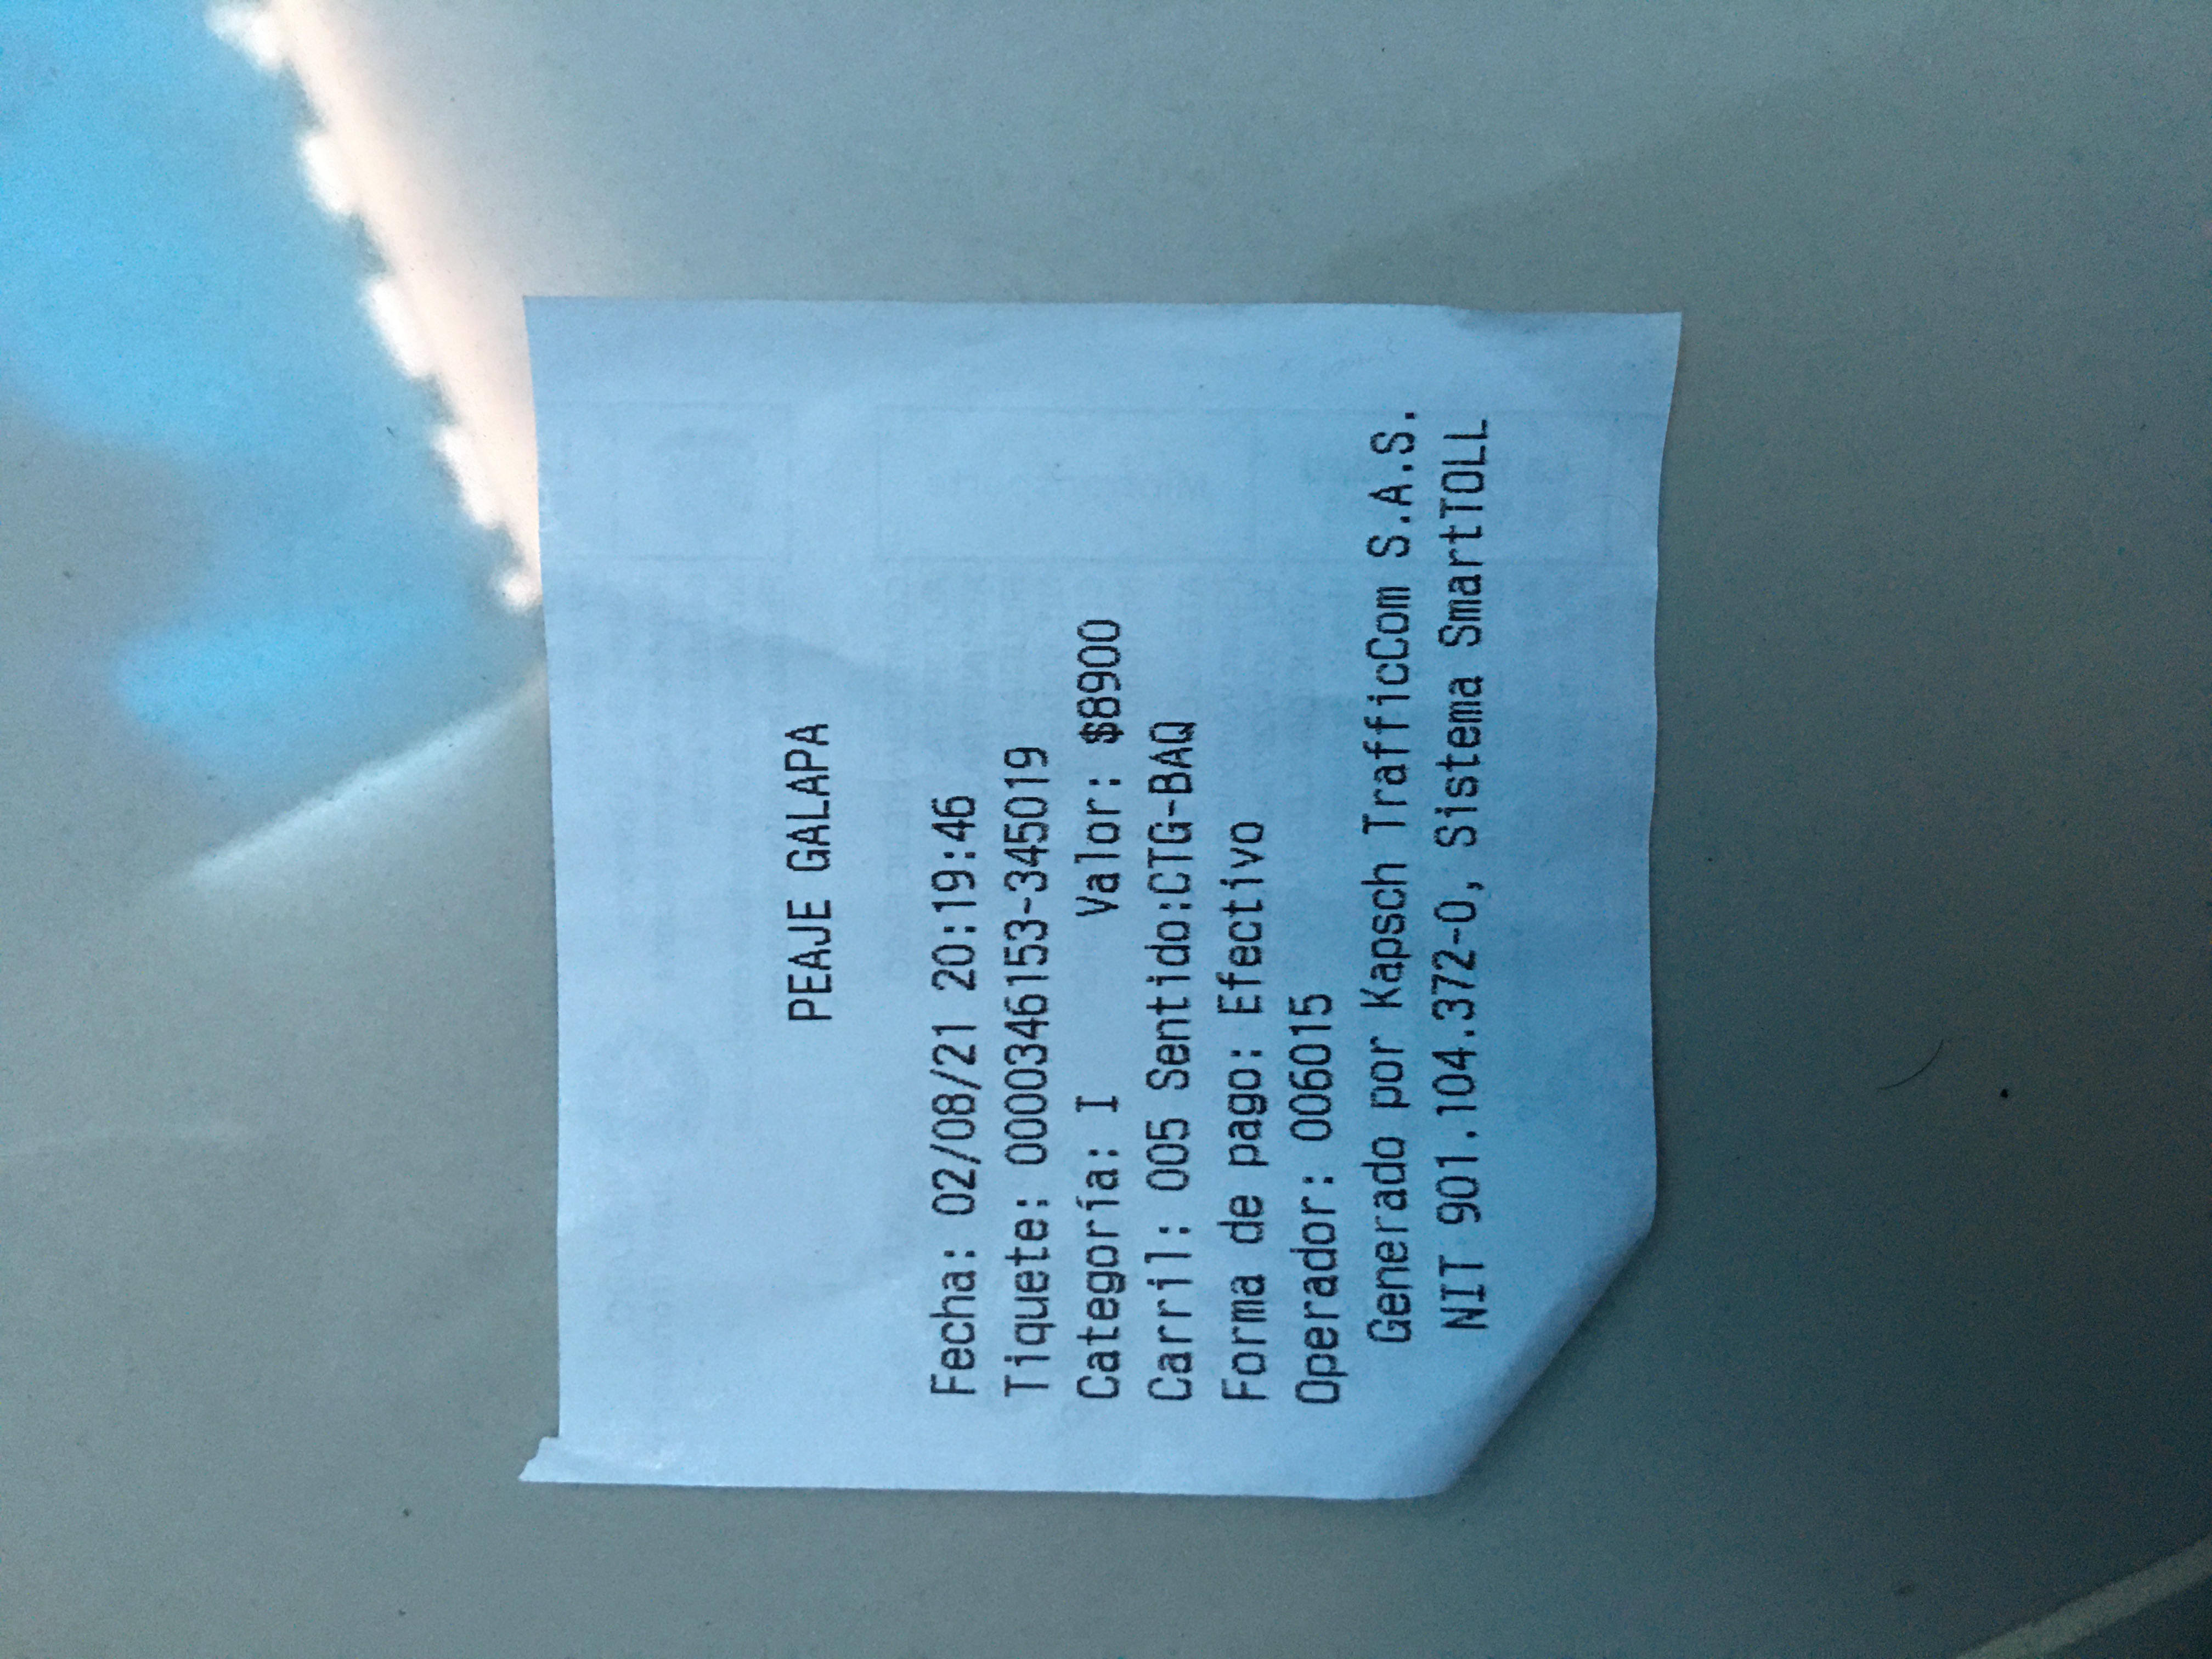 PEAJE GALAPA
Fecha: 02/08/21 20:19:46
Tiquete: 0000346153-345019
Categoría: I Valor: $8900
Carril: 005 Sentido:CTG-BAQ
Forma de pago: Efectivo
Operador: 006015
Generado por Kapsch TrafficCom S.A.S.
NIT 901.104.372-0, Sistema SmartTOLL